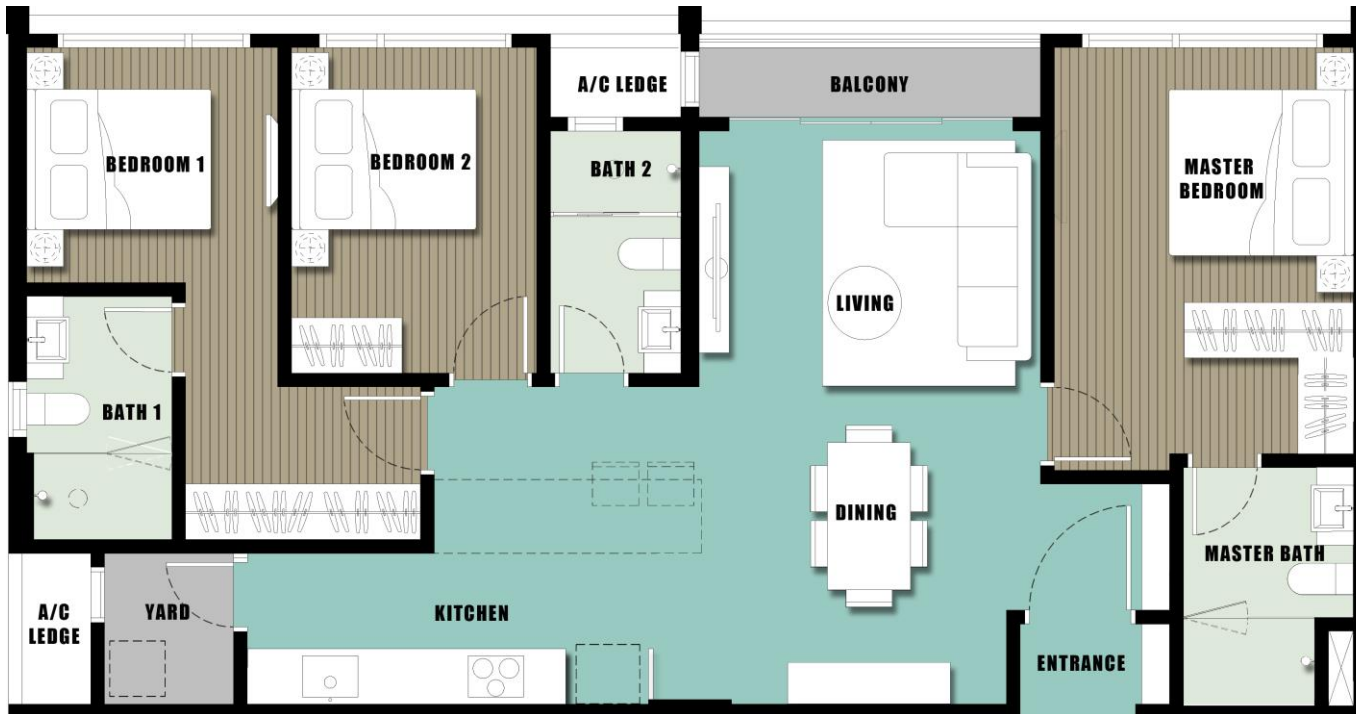 A/C LEDGE
BALCONY
BEDROOM 1
BEDROOM 2
BATH 2
MASTER
BEDROOM
LIVING
BATH 1
DINING
MASTER BATH
A/C
LEDGE
YARD
KITCHEN
ENTRANCE